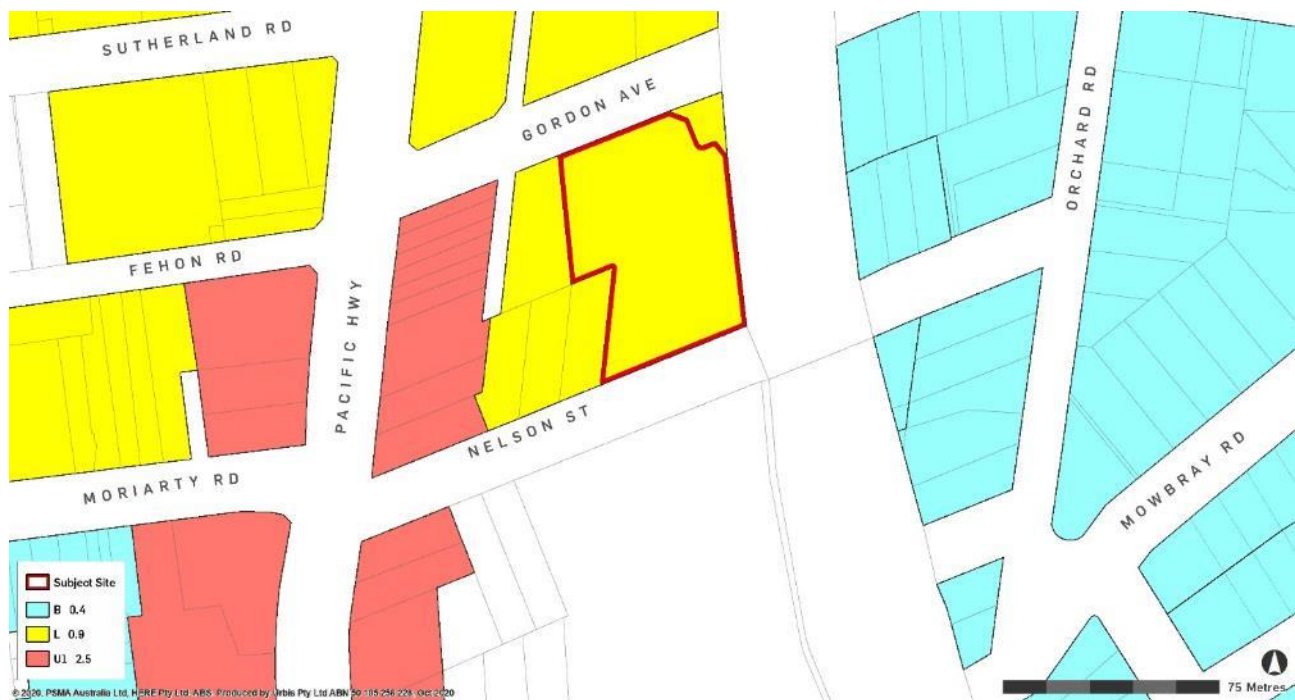 SUTHERLAND RD
GORDON AVE
ORCHARD RD
FEHON RD
PACIFIC HWY
NELSON ST
MORIARTY RD
MOWBRAY RD
Subject Site
B 0.4
L 0.9
U1 2.5
75 Metres
© 2020. PSMA Australia Ltd, HERE Pty Ltd. ABS. Produced by Urbis Pty Ltd ABN 50 105 256 228, Oct 2020